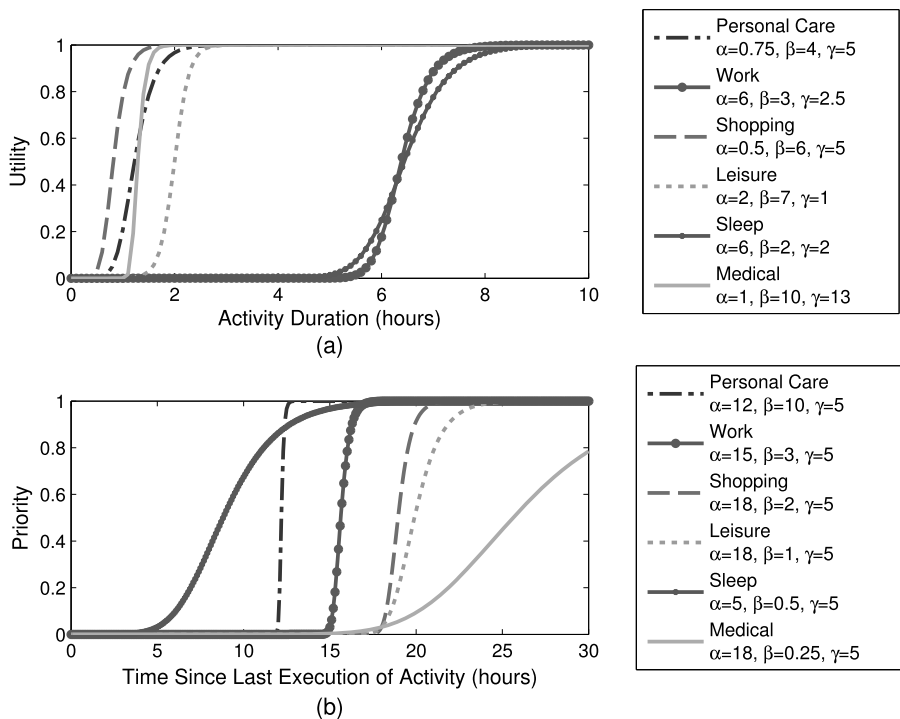 1
0.8
0.6
0.4
0.2
0
Utility
0 2 4 6 8 10
Activity Duration (hours)
(a)
Personal Care
α=0.75, β=4, γ=5
Work
α=6, β=3, γ=2.5
Shopping
α=0.5, β=6, γ=5
Leisure
α=2, β=7, γ=1
Sleep
α=6, β=2, γ=2
Medical
α=1, β=10, γ=13
1
0.8
0.6
0.4
0.2
0
Priority
0 5 10 15 20 25 30
Time Since Last Execution of Activity (hours)
(b)
Personal Care
α=12, β=10, γ=5
Work
α=15, β=3, γ=5
Shopping
α=18, β=2, γ=5
Leisure
α=18, β=1, γ=5
Sleep
α=5, β=0.5, γ=5
Medical
α=18, β=0.25, γ=5